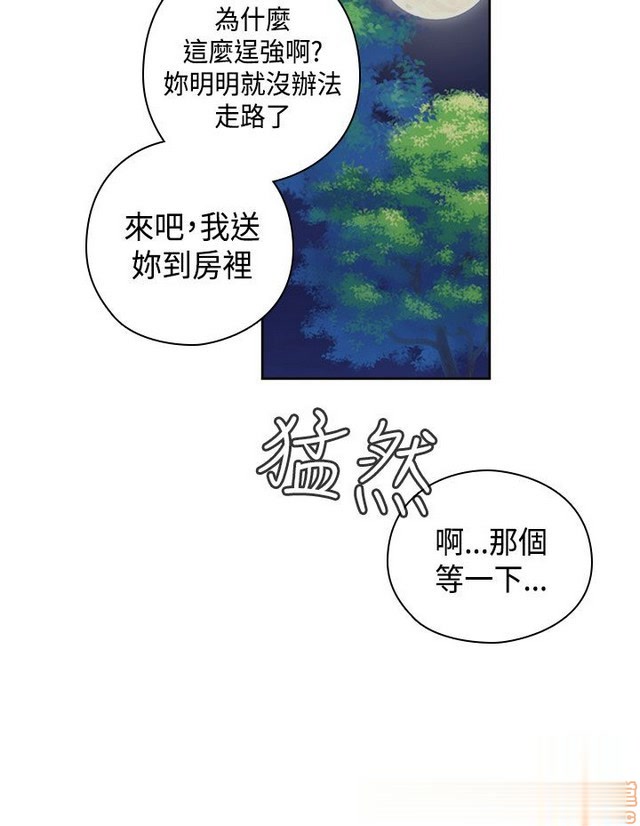 為什麼
這麼逞強啊?
妳明明就沒辦法
走路了
來吧,我送
妳到房裡
猛然
啊...那個
等一下...